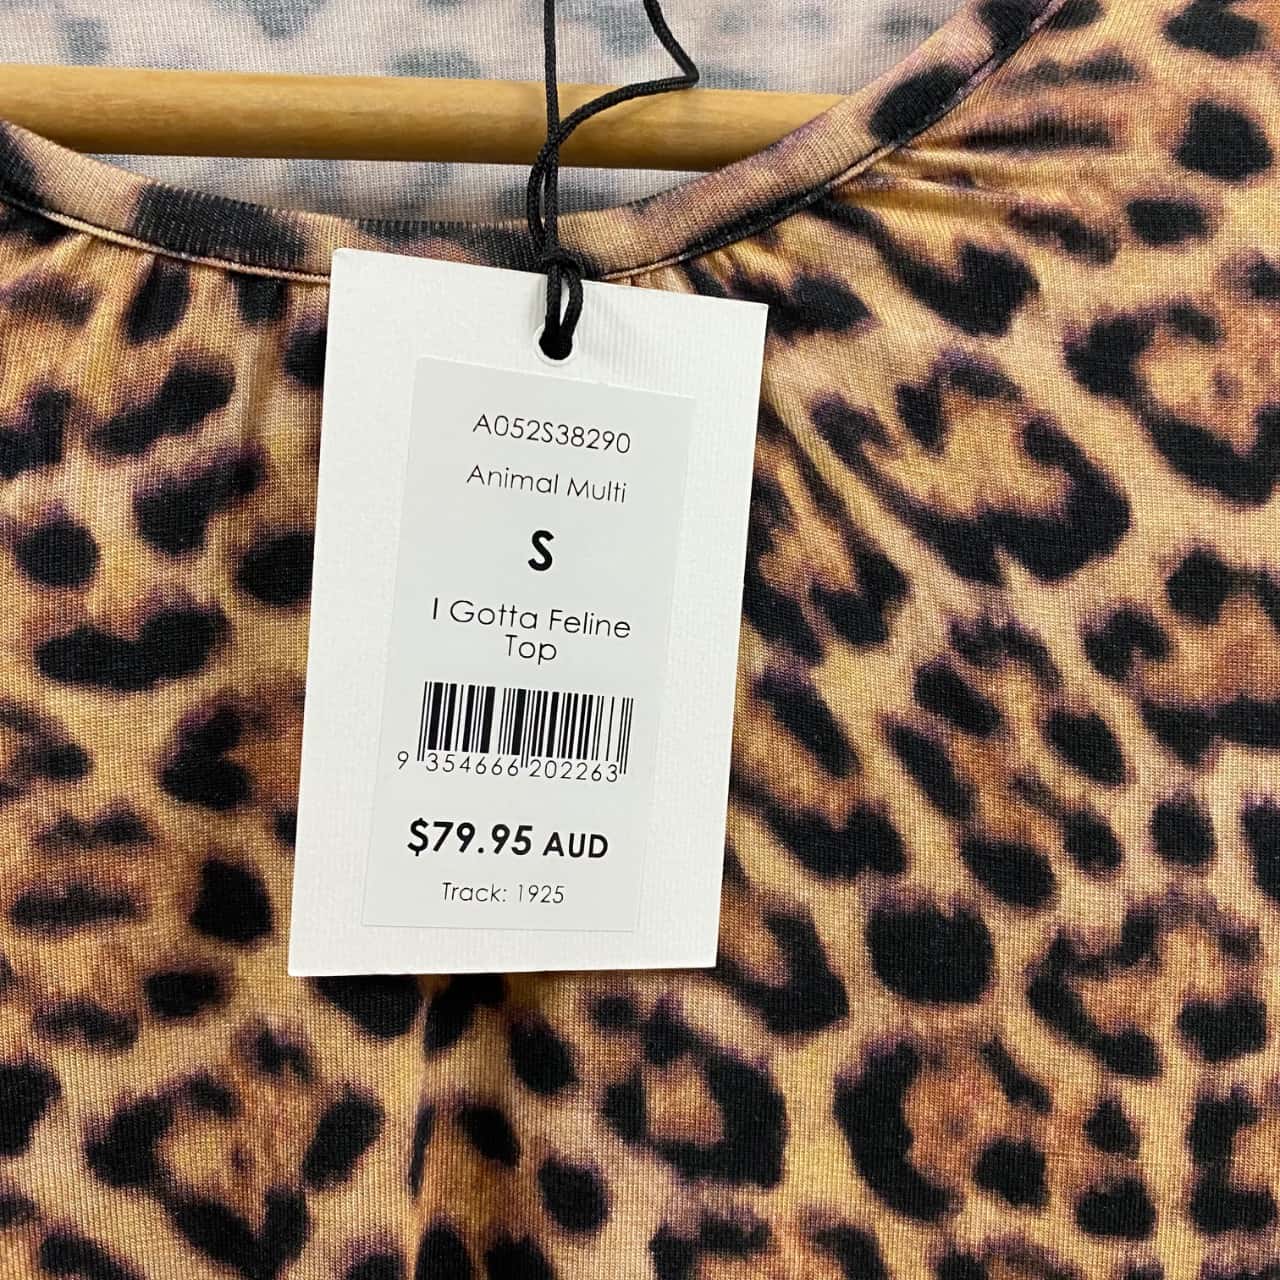 A052S38290
Animal Multi
S
I Gotta Feline
Top
9 354666 202263
$79.95 AUD
Track: 1925